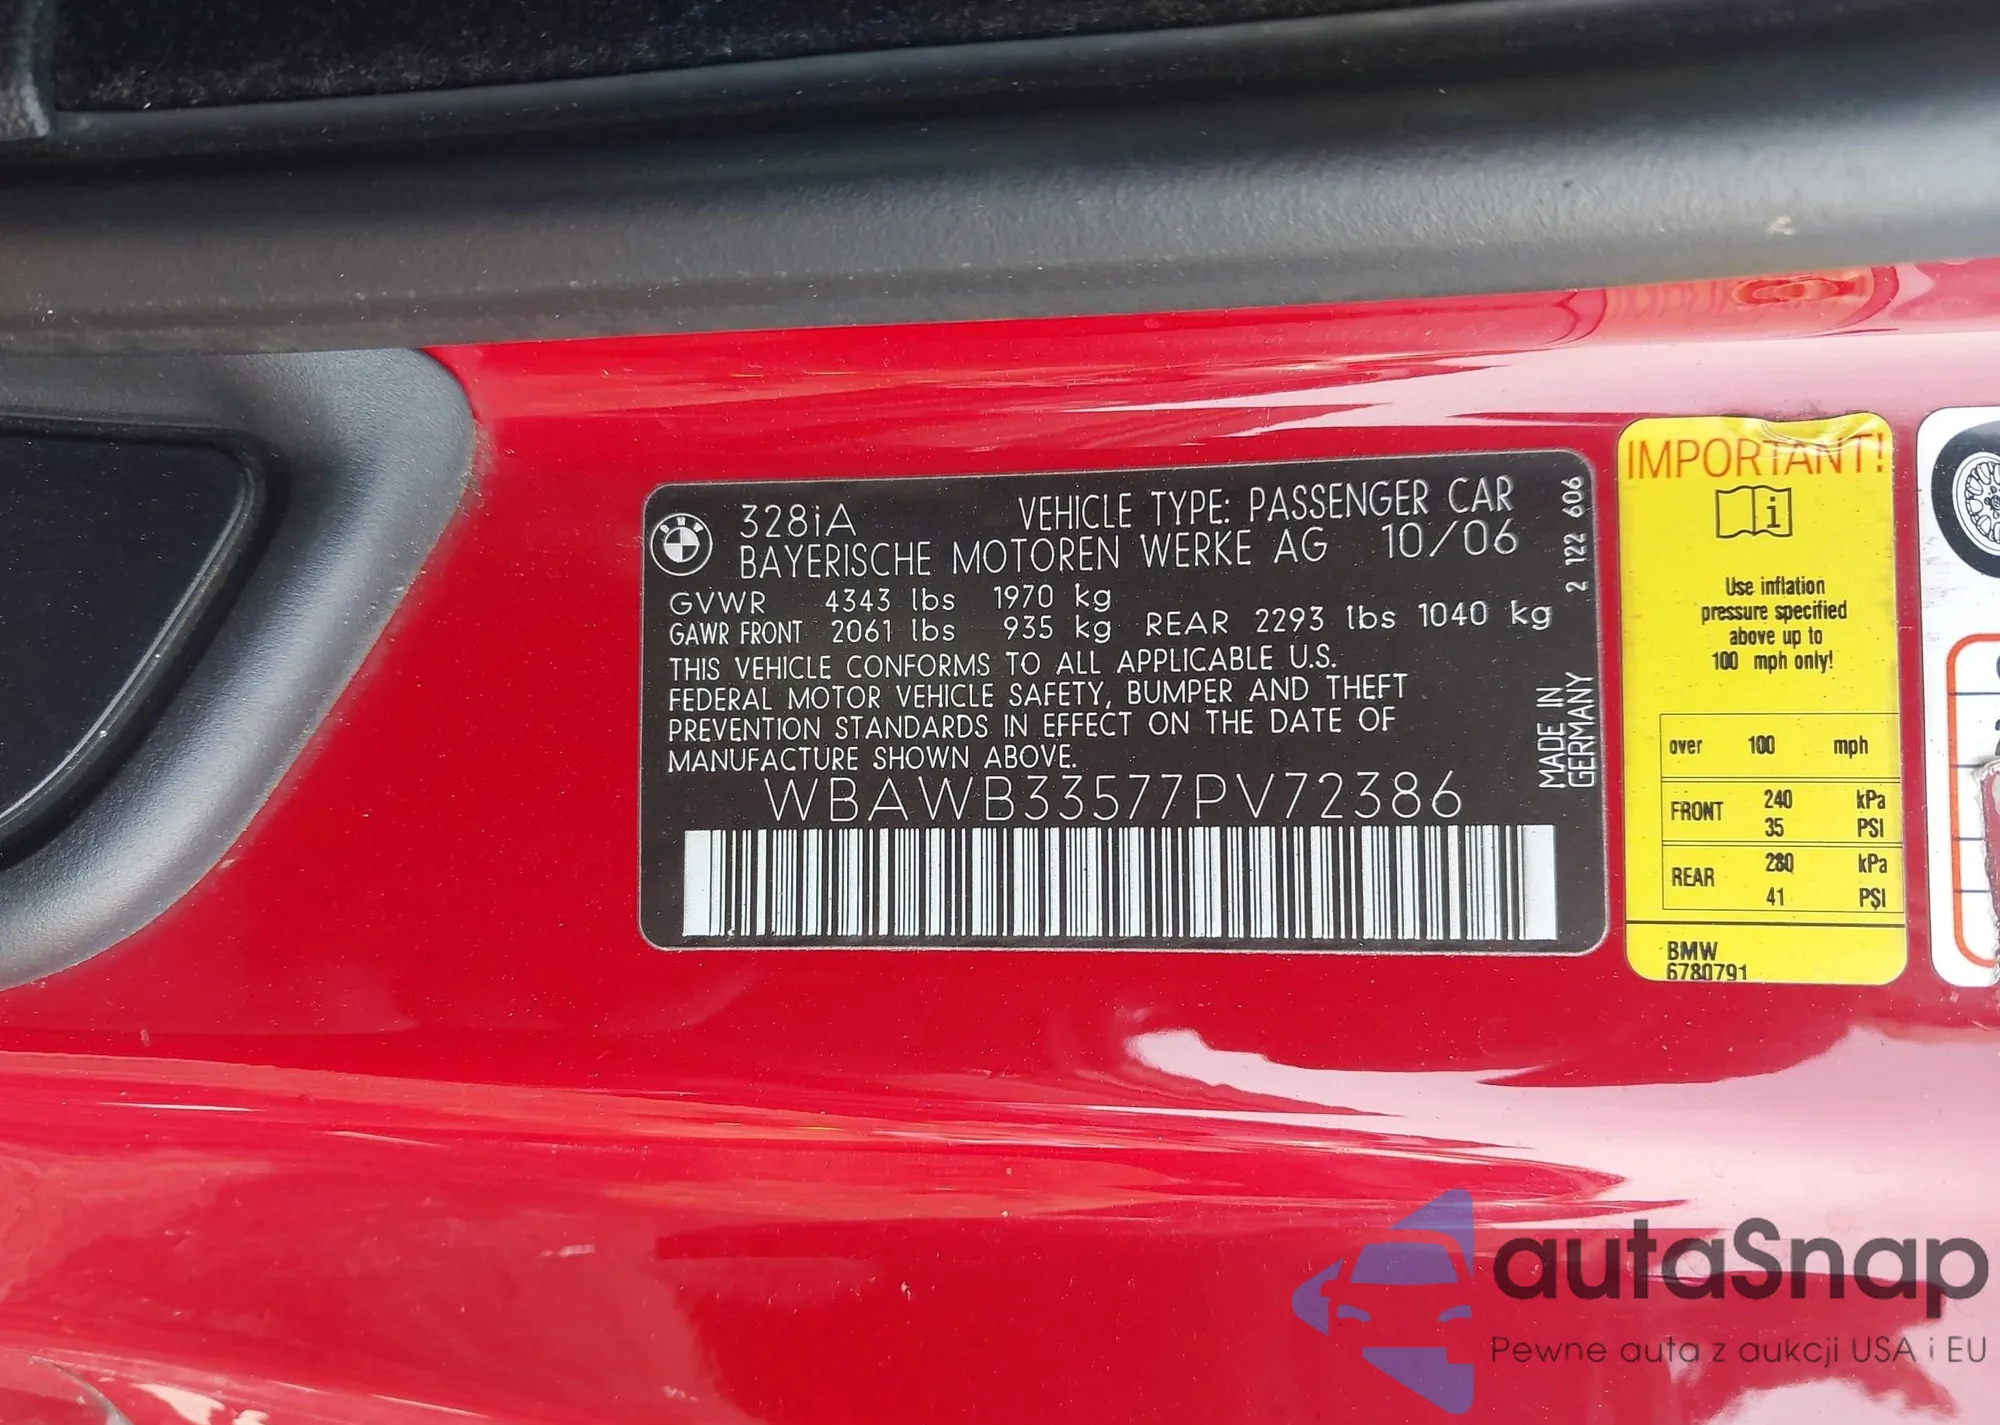 328iA VEHICLE TYPE: PASSENGER CAR
BAYERISCHE MOTOREN WERKE AG 10/06
GVWR 4343 lbs 1970 kg
GAWR FRONT 2061 lbs 935 kg REAR 2293 lbs 1040 kg
THIS VEHICLE CONFORMS TO ALL APPLICABLE U.S.
FEDERAL MOTOR VEHICLE SAFETY, BUMPER AND THEFT
PREVENTION STANDARDS IN EFFECT ON THE DATE OF
MANUFACTURE SHOWN ABOVE.
WBAWB33577PV72386
2 122 606
MADE IN
GERMANY
IMPORTANT!
i
Use inflation
pressure specified
above up to
100 mph only!
over 100 mph
FRONT 240 kPa
35 PSI
REAR 280 kPa
41 PSI
BMW
6780791
autaSnap
Pewne auta z aukcji USA i EU